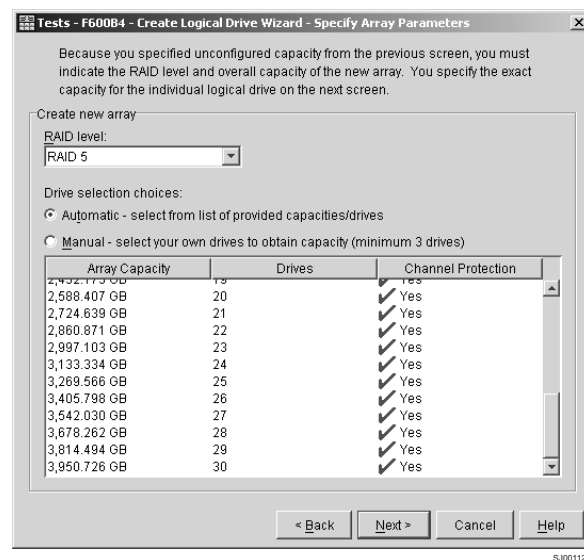 Tests - F600B4 - Create Logical Drive Wizard - Specify Array Parameters
Because you specified unconfigured capacity from the previous screen, you must
indicate the RAID level and overall capacity of the new array. You specify the exact
capacity for the individual logical drive on the next screen.
Create new array
RAID level:
RAID 5
Drive selection choices:
Automatic - select from list of provided capacities/drives
Manual - select your own drives to obtain capacity (minimum 3 drives)
Array Capacity Drives Channel Protection
2,452.175 GB 19 Yes
2,588.407 GB 20 Yes
2,724.639 GB 21 Yes
2,860.871 GB 22 Yes
2,997.103 GB 23 Yes
3,133.334 GB 24 Yes
3,269.566 GB 25 Yes
3,405.798 GB 26 Yes
3,542.030 GB 27 Yes
3,678.262 GB 28 Yes
3,814.494 GB 29 Yes
3,950.726 GB 30 Yes
< Back Next > Cancel Help